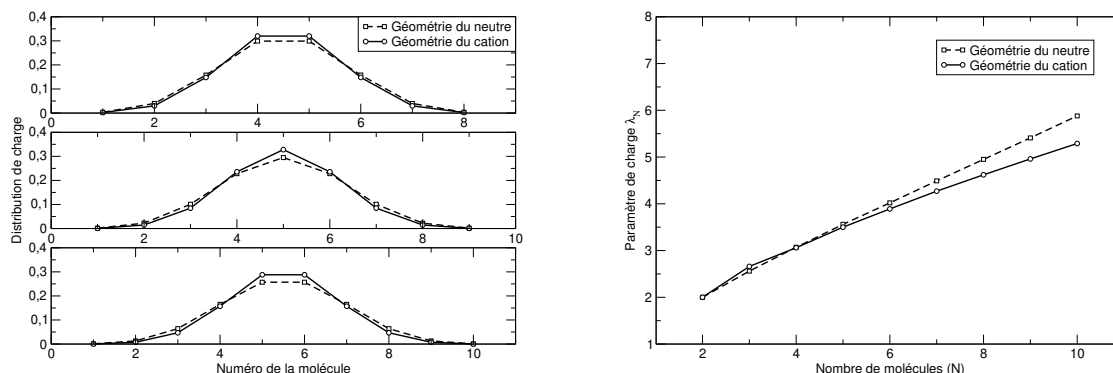 0,4
0,3
0,2
0,1
0
0 2 4 6 8
Géométrie du neutre
Géométrie du cation
0,4
0,3
0,2
0,1
0
0 2 4 6 8 10
0,4
0,3
0,2
0,1
0
0 2 4 6 8 10
Distribution de charge
Numéro de la molécule
8
7
6
5
4
3
2
1
2 4 6 8 10
Géométrie du neutre
Géométrie du cation
Paramètre de charge λN
Nombre de molécules (N)